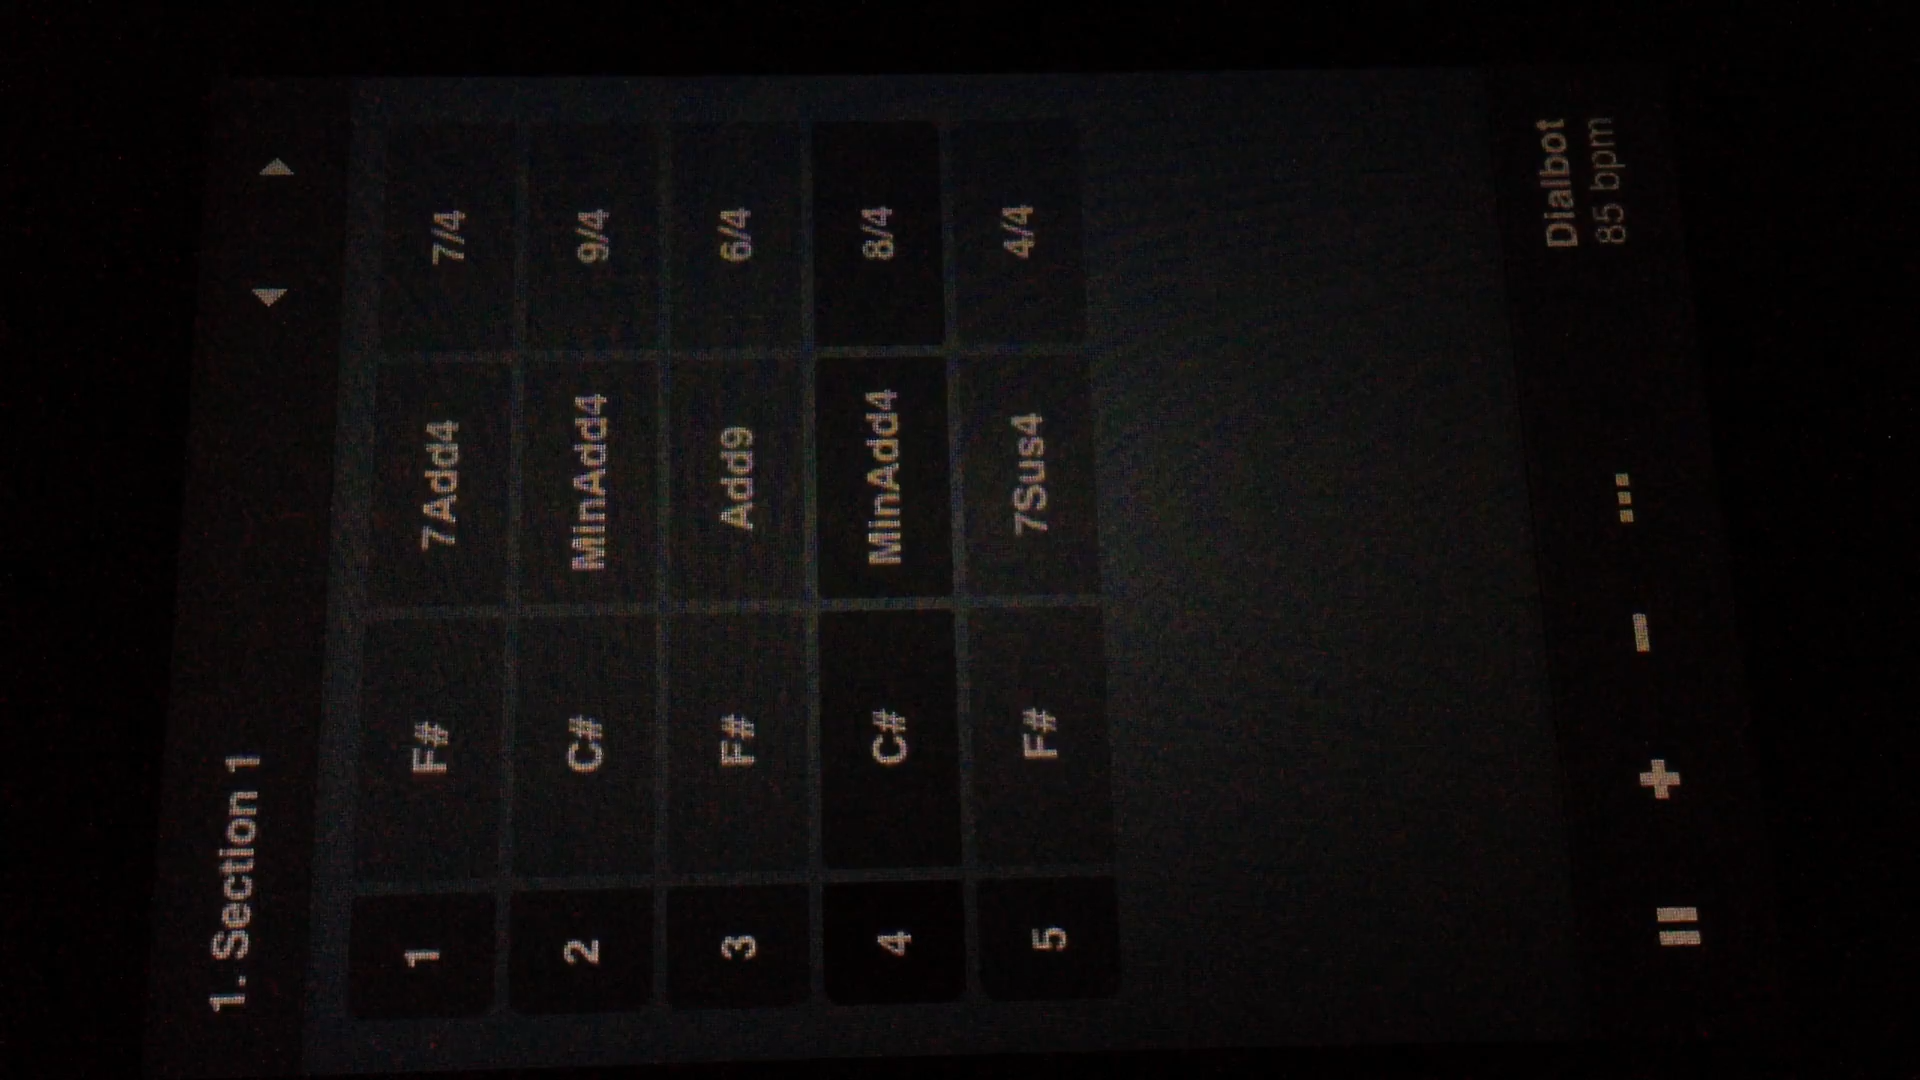 1. Section 1
1 F# 7Add4 7/4
2 C# MinAdd4 9/4
3 F# Add9 6/4
4 C# MinAdd4 8/4
5 F# 7Sus4 4/4
Dialbot
85 bpm